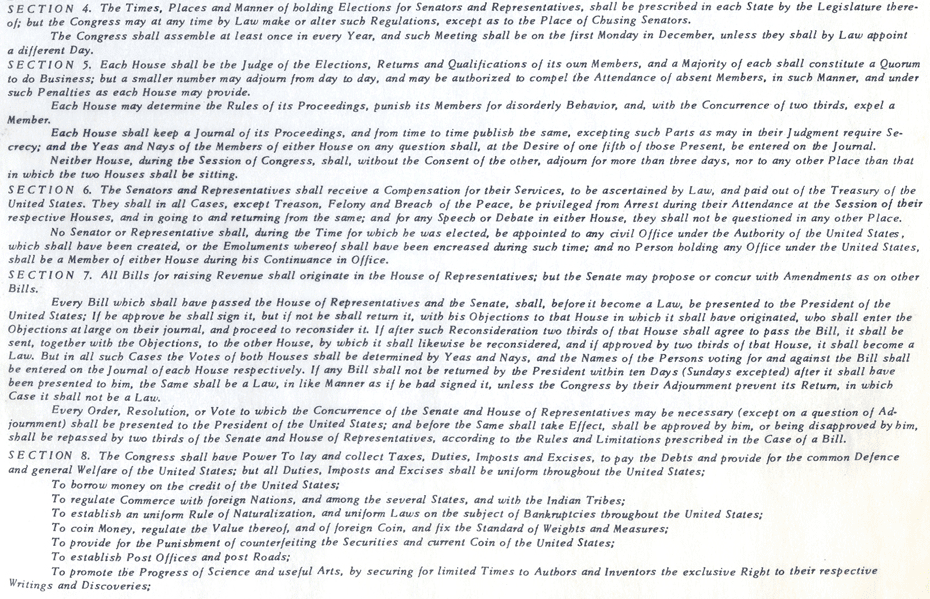 SECTION 4. The Times, Places and Manner of holding Elections for Senators and Representatives, shall be prescribed in each State by the Legislature there-
of; but the Congress may at any time by Law make or alter such Regulations, except as to the Place of Chusing Senators.
The Congress shall assemble at least once in every Year, and such Meeting shall be on the first Monday in December, unless they shall by Law appoint
a different Day.
SECTION 5. Each House shall be the Judge of the Elections, Returns and Qualifications of its own Members, and a Majority of each shall constitute a Quorum
to do Business; but a smaller number may adjourn from day to day, and may be authorized to compel the Attendance of absent Members, in such Manner, and under
such Penalties as each House may provide.
Each House may determine the Rules of its Proceedings, punish its Members for disorderly Behavior, and, with the Concurrence of two thirds, expel a
Member.
Each House shall keep a Journal of its Proceedings, and from time to time publish the same, excepting such Parts as may in their Judgment require Se-
crecy; and the Yeas and Nays of the Members of either House on any question shall, at the Desire of one fifth of those Present, be entered on the Journal.
Neither House, during the Session of Congress, shall, without the Consent of the other, adjourn for more than three days, nor to any other Place than that
in which the two Houses shall be sitting.
SECTION 6. The Senators and Representatives shall receive a Compensation for their Services, to be ascertained by Law, and paid out of the Treasury of the
United States. They shall in all Cases, except Treason, Felony and Breach of the Peace, be privileged from Arrest during their Attendance at the Session of their
respective Houses, and in going to and returning from the same; and for any Speech or Debate in either House, they shall not be questioned in any other Place.
No Senator or Representative shall, during the Time for which he was elected, be appointed to any civil Office under the Authority of the United States,
which shall have been created, or the Emoluments whereof shall have been encreased during such time; and no Person holding any Office under the United States,
shall be a Member of either House during his Continuance in Office.
SECTION 7. All Bills for raising Revenue shall originate in the House of Representatives; but the Senate may propose or concur with Amendments as on other
Bills.
Every Bill which shall have passed the House of Representatives and the Senate, shall, before it become a Law, be presented to the President of the
United States; If he approve he shall sign it, but if not he shall return it, with his Objections to that House in which it shall have originated, who shall enter the
Objections at large on their journal, and proceed to reconsider it. If after such Reconsideration two thirds of that House shall agree to pass the Bill, it shall be
sent, together with the Objections, to the other House, by which it shall likewise be reconsidered, and if approved by two thirds of that House, it shall become a
Law. But in all such Cases the Votes of both Houses shall be determined by Yeas and Nays, and the Names of the Persons voting for and against the Bill shall
be entered on the Journal of each House respectively. If any Bill shall not be returned by the President within ten Days (Sundays excepted) after it shall have
been presented to him, the Same shall be a Law, in like Manner as if he had signed it, unless the Congress by their Adjournment prevent its Return, in which
Case it shall not be a Law.
Every Order, Resolution, or Vote to which the Concurrence of the Senate and House of Representatives may be necessary (except on a question of Ad-
journment) shall be presented to the President of the United States; and before the Same shall take Effect, shall be approved by him, or being disapproved by him,
shall be repassed by two thirds of the Senate and House of Representatives, according to the Rules and Limitations prescribed in the Case of a Bill.
SECTION 8. The Congress shall have Power To lay and collect Taxes, Duties, Imposts and Excises, to pay the Debts and provide for the common Defence
and general Welfare of the United States; but all Duties, Imposts and Excises shall be uniform throughout the United States;
To borrow money on the credit of the United States;
To regulate Commerce with foreign Nations, and among the several States, and with the Indian Tribes;
To establish an uniform Rule of Naturalization, and uniform Laws on the subject of Bankruptcies throughout the United States;
To coin Money, regulate the Value thereof, and of foreign Coin, and fix the Standard of Weights and Measures;
To provide for the Punishment of counterfeiting the Securities and current Coin of the United States;
To establish Post Offices and post Roads;
To promote the Progress of Science and useful Arts, by securing for limited Times to Authors and Inventors the exclusive Right to their respective
Writings and Discoveries;